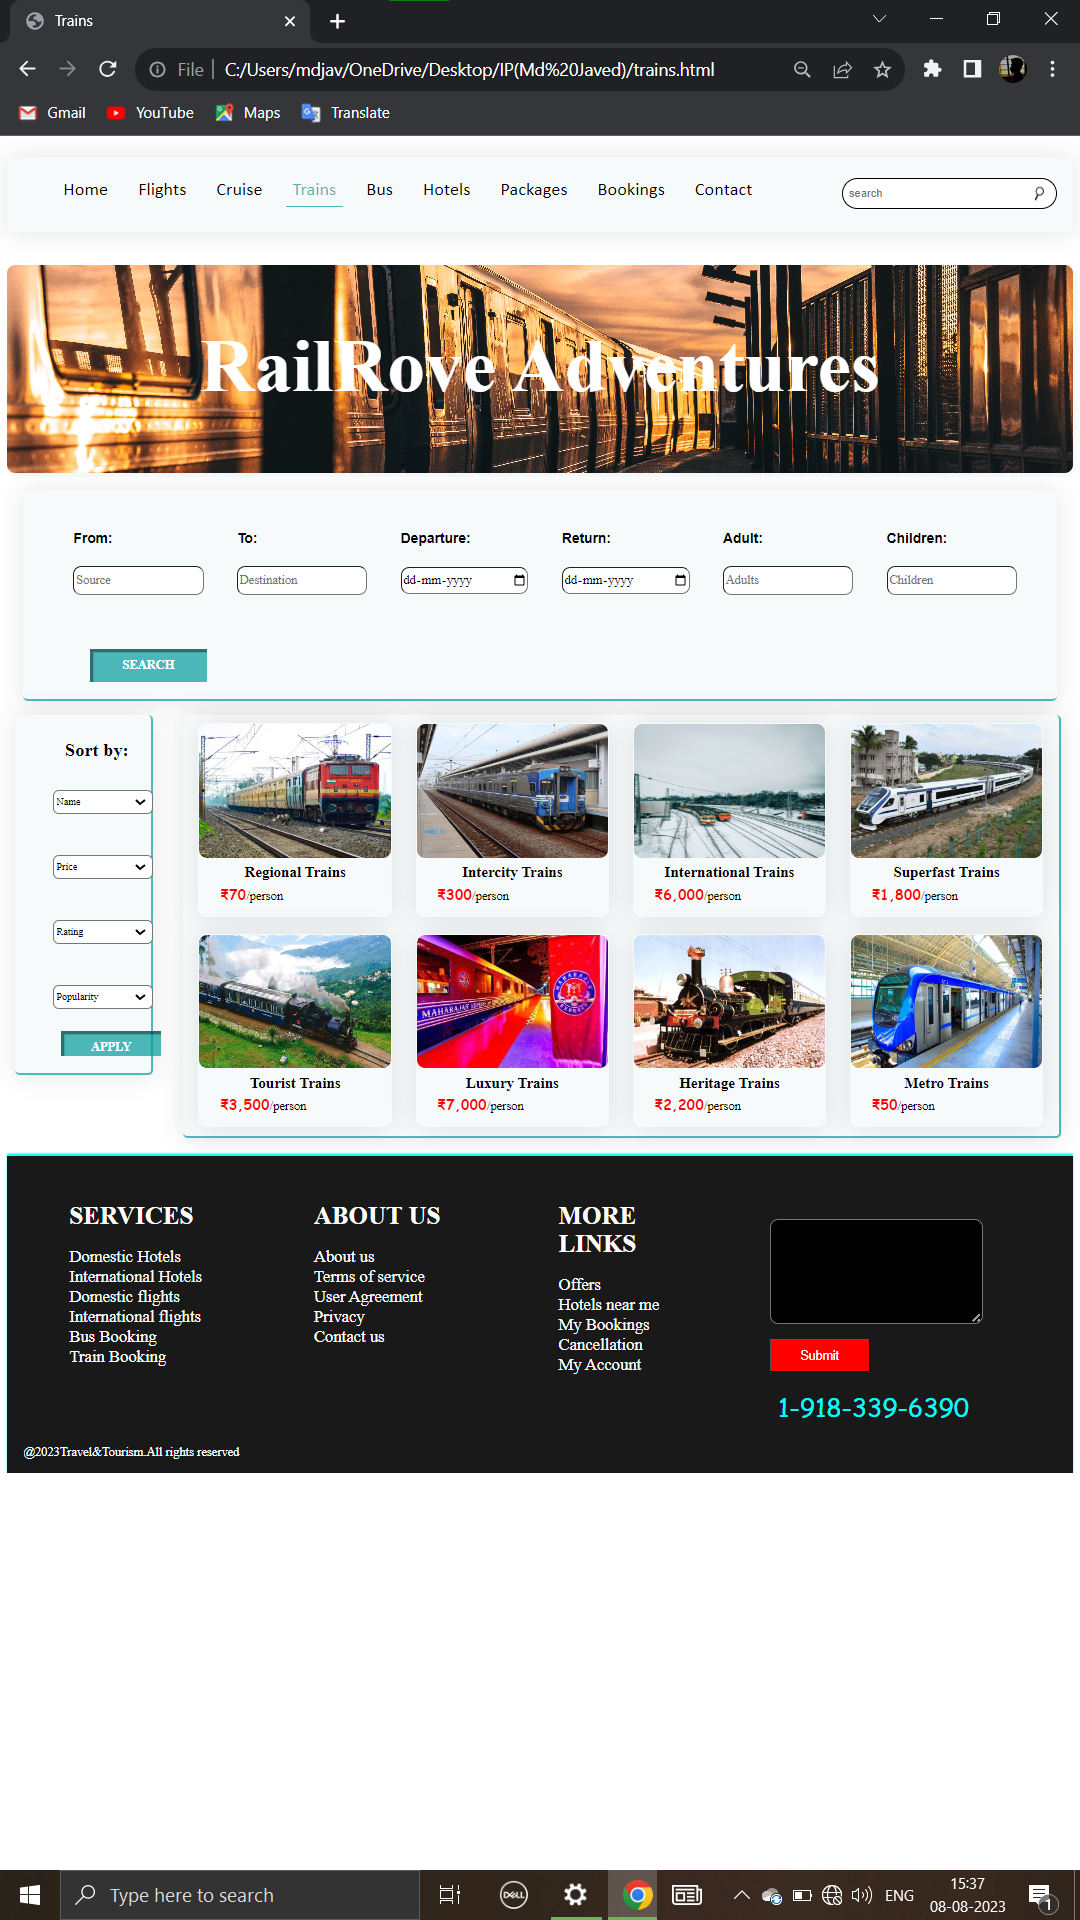 Trains
File
C:/Users/mdjav/OneDrive/Desktop/IP(Md%20Javed)/trains.html
Gmail YouTube Maps Translate
Home Flights Cruise Trains Bus Hotels Packages Bookings Contact
search
RailRove Adventures
From: To: Departure: Return: Adult: Children:
Source Destination dd-mm-yyyy dd-mm-yyyy Adults Children
SEARCH
Sort by:
Name
Price
Rating
Popularity
APPLY
Regional Trains Intercity Trains International Trains Superfast Trains
₹70/person ₹300/person ₹6,000/person ₹1,800/person
MAHARAJAS
Tourist Trains Luxury Trains Heritage Trains Metro Trains
₹3,500/person ₹7,000/person ₹2,200/person ₹50/person
SERVICES
Domestic Hotels
International Hotels
Domestic flights
International flights
Bus Booking
Train Booking
ABOUT US
About us
Terms of service
User Agreement
Privacy
Contact us
MORE
LINKS
Offers
Hotels near me
My Bookings
Cancellation
My Account
Submit
1-918-339-6390
@2023Travel&Tourism.All rights reserved
Type here to search
DELL
ENG
15:37
08-08-2023
1